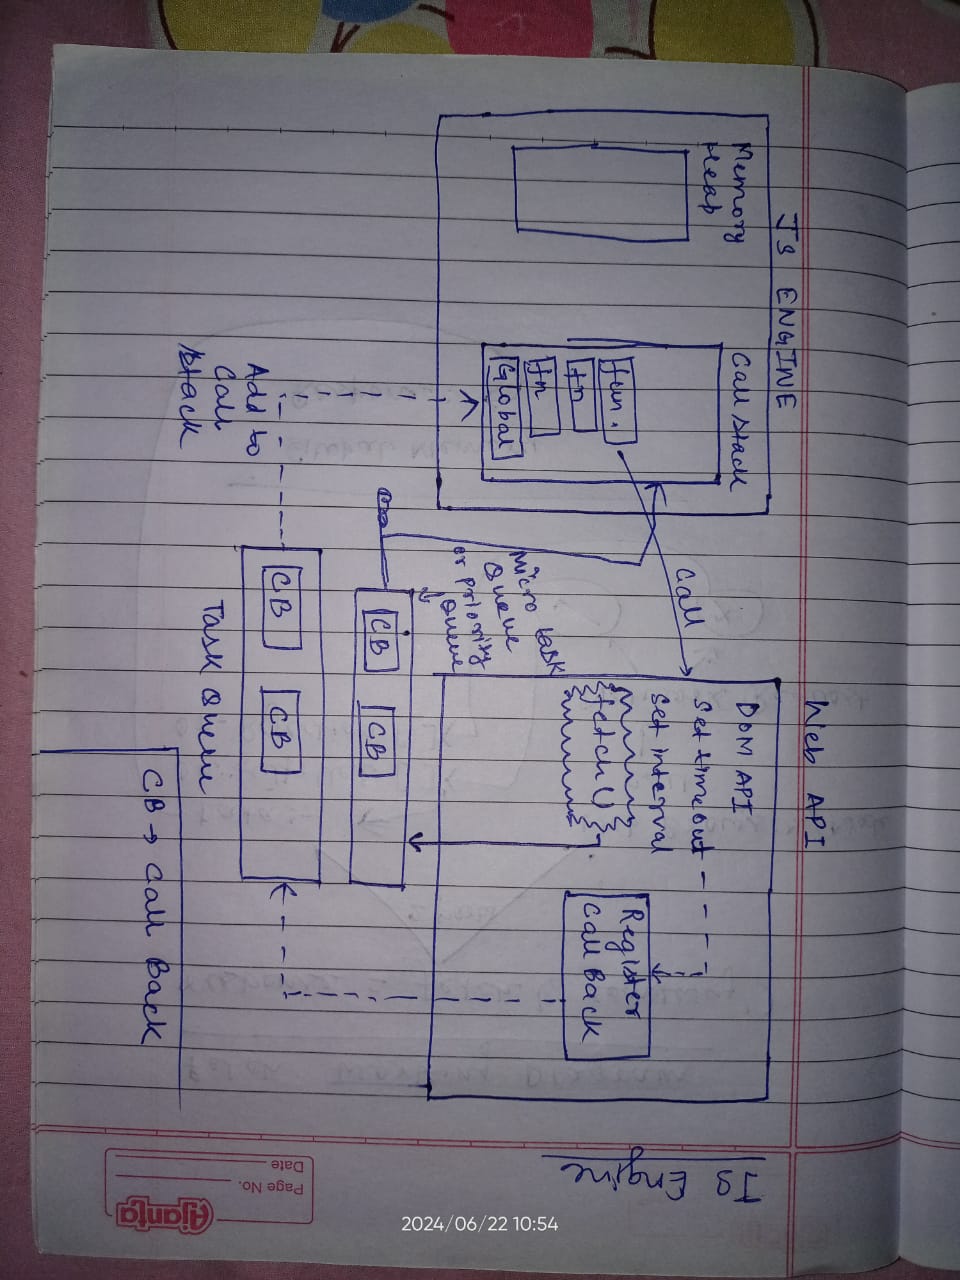 Web API
JS ENGINE
Memory
Heap
Call stack
fun.
fn
fn
Global
Call
DOM API
Set timeout
Set interval
fetch()
Register
Call Back
Micro task
Queue
or Priority
Queue
CB
CB
CB
CB
Add to
Call
stack
Task Queue
CB → Call Back
JS Engine
2024/06/22 10:54
Page No.
Date
Ajanta